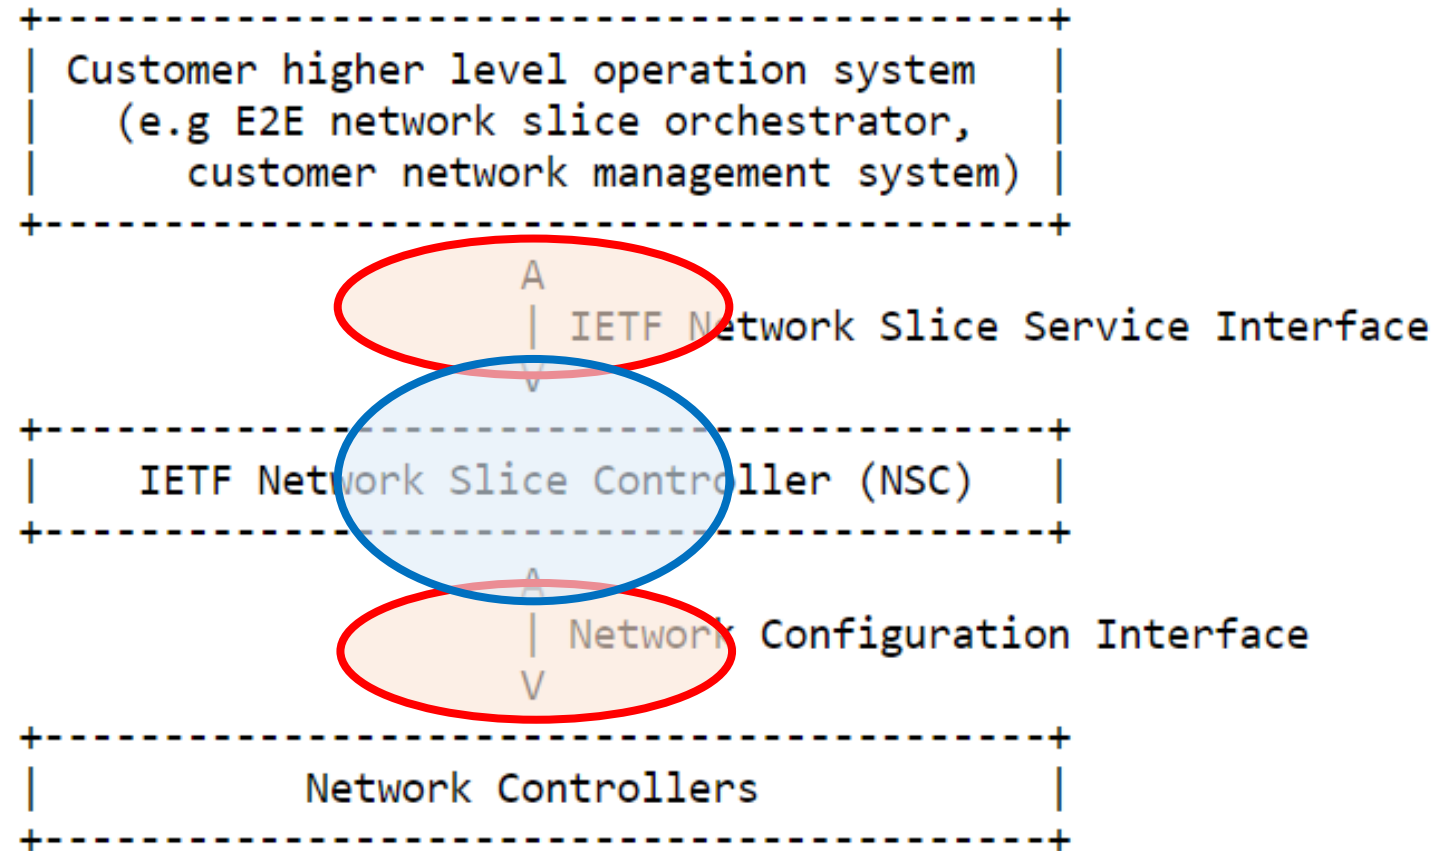 +-------------------------------------------+
| Customer higher level operation system |
| (e.g E2E network slice orchestrator, |
| customer network management system) |
+-------------------------------------------+
A
| IETF Network Slice Service Interface
V
+-------------------------------------------+
| IETF Network Slice Controller (NSC) |
+-------------------------------------------+
A
| Network Configuration Interface
V
+-------------------------------------------+
| Network Controllers |
+-------------------------------------------+